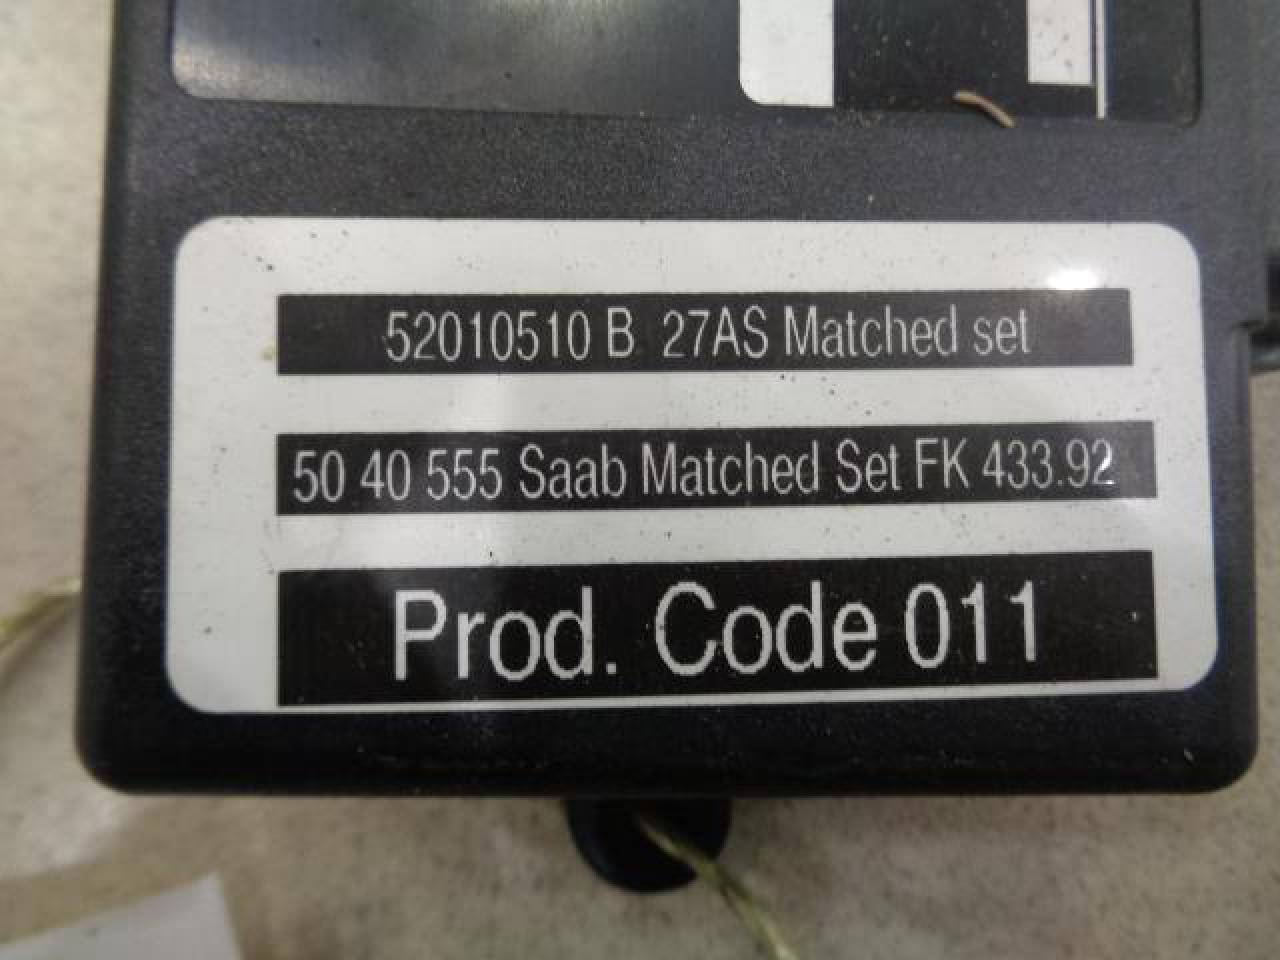 52010510 B 27AS Matched set
50 40 555 Saab Matched Set FK 433.92
Prod. Code 011